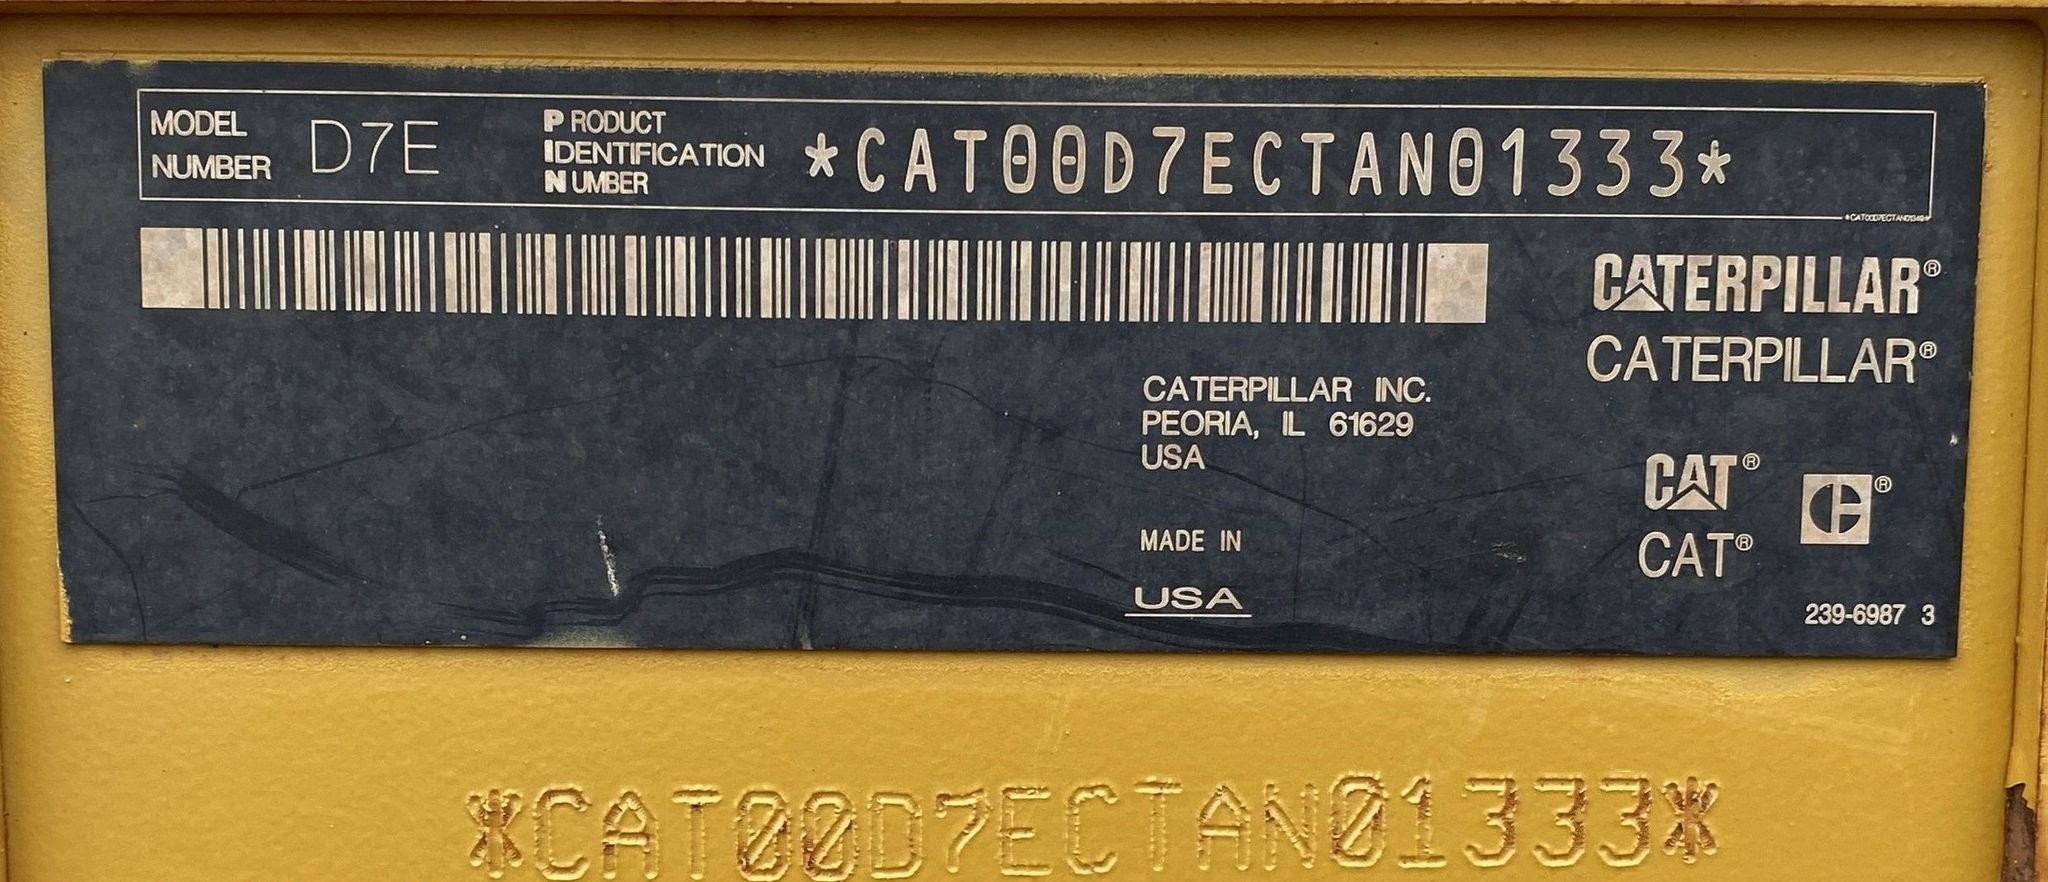 MODEL NUMBER D7E PRODUCT IDENTIFICATION NUMBER *CAT00D7ECTAN01333*
CATERPILLAR®
CATERPILLAR®
CATERPILLAR INC.
PEORIA, IL 61629
USA
CAT®
CAT®
C®
MADE IN
USA
239-6987 3
*CAT00D7ECTAN01333*